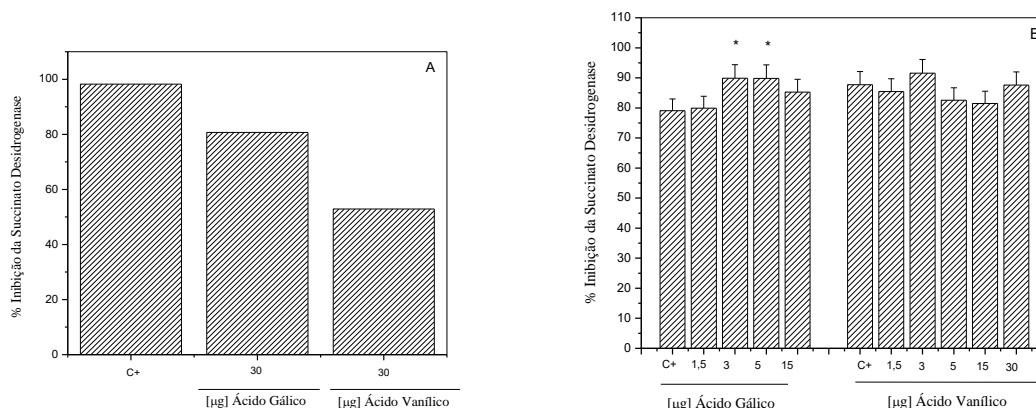 A
% Inibição da Succinato Desidrogenase
100
80
60
40
20
0
C+ 30 30
[µg] Ácido Gálico [µg] Ácido Vanílico
% Inibição da Succinato Desidrogenase
110
100
90
80
70
60
50
40
30
20
10
0
* *
C+ 1,5 3 5 15 C+ 1,5 3 5 15 30
[µg] Ácido Gálico [µg] Ácido Vanílico